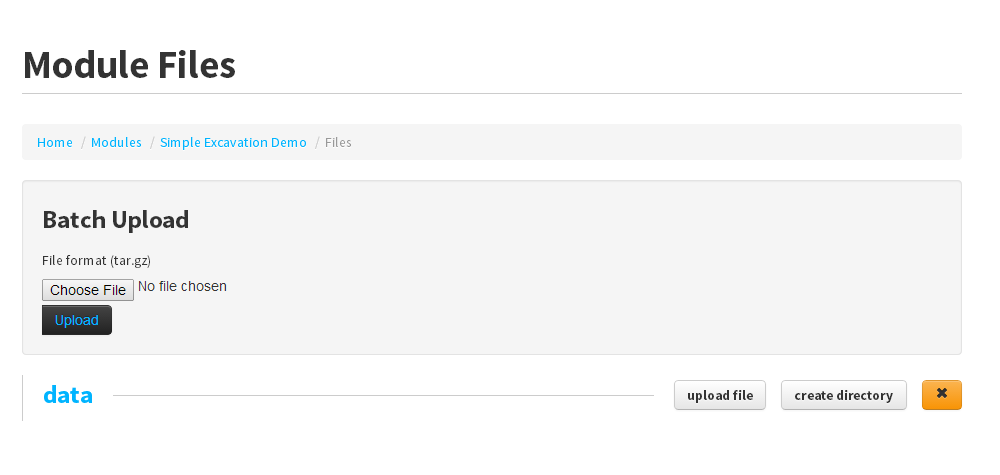 Module Files
Home / Modules / Simple Excavation Demo / Files
Batch Upload
File format (tar.gz)
Choose File No file chosen
Upload
data upload file create directory ✖